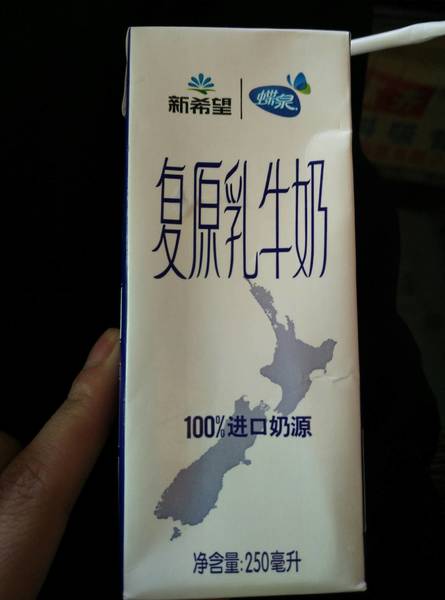 新希望 蝶泉
复原乳牛奶
100%进口奶源
净含量:250毫升